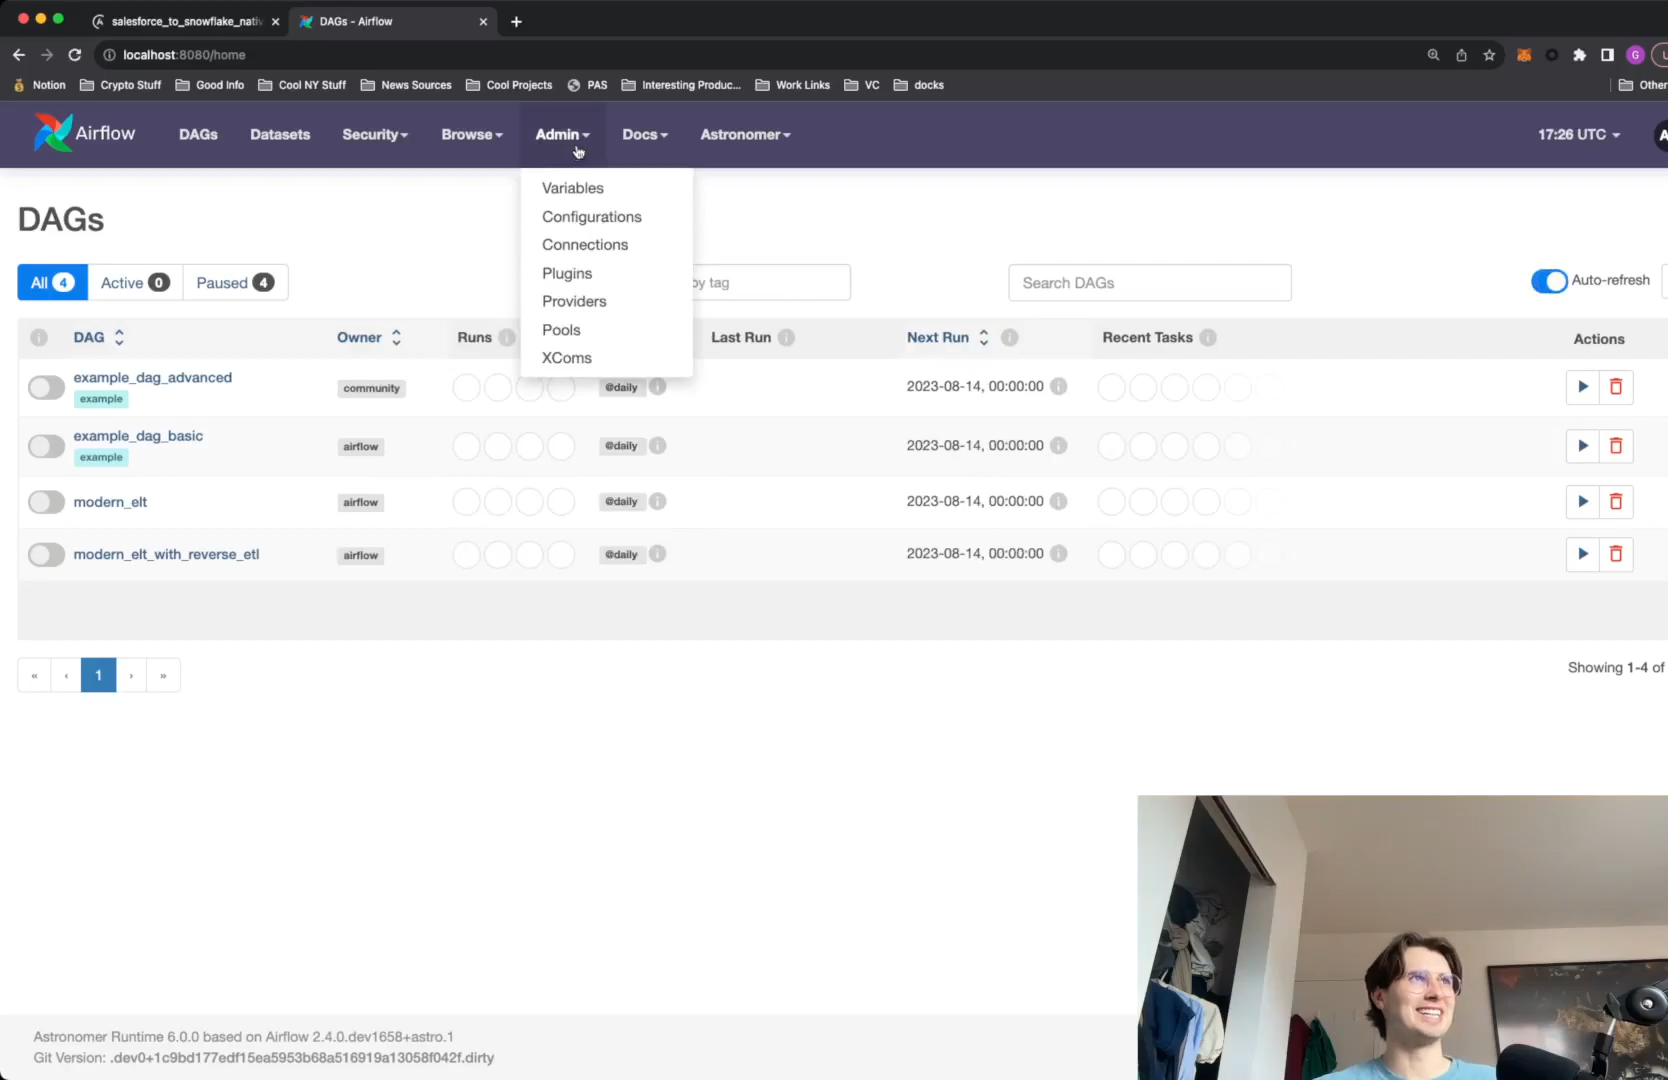 salesforce_to_snowflake_nativ
DAGs - Airflow
localhost:8080/home
G
Notion Crypto Stuff Good Info Cool NY Stuff News Sources Cool Projects PAS Interesting Produc... Work Links VC docks Other
Airflow DAGs Datasets Security Browse Admin Docs Astronomer 17:26 UTC A
Variables
Configurations
Connections
Plugins
Providers
Pools
XComs
DAGs
All 4 Active 0 Paused 4 by tag Search DAGs Auto-refresh
DAG Owner Runs Last Run Next Run Recent Tasks Actions
example_dag_advanced community @daily 2023-08-14, 00:00:00
example
example_dag_basic airflow @daily 2023-08-14, 00:00:00
example
modern_elt airflow @daily 2023-08-14, 00:00:00
modern_elt_with_reverse_etl airflow @daily 2023-08-14, 00:00:00
« ‹ 1 › »
Showing 1-4 of
Astronomer Runtime 6.0.0 based on Airflow 2.4.0.dev1658+astro.1
Git Version: .dev0+1c9bd177edf15ea5953b68a516919a13058f042f.dirty